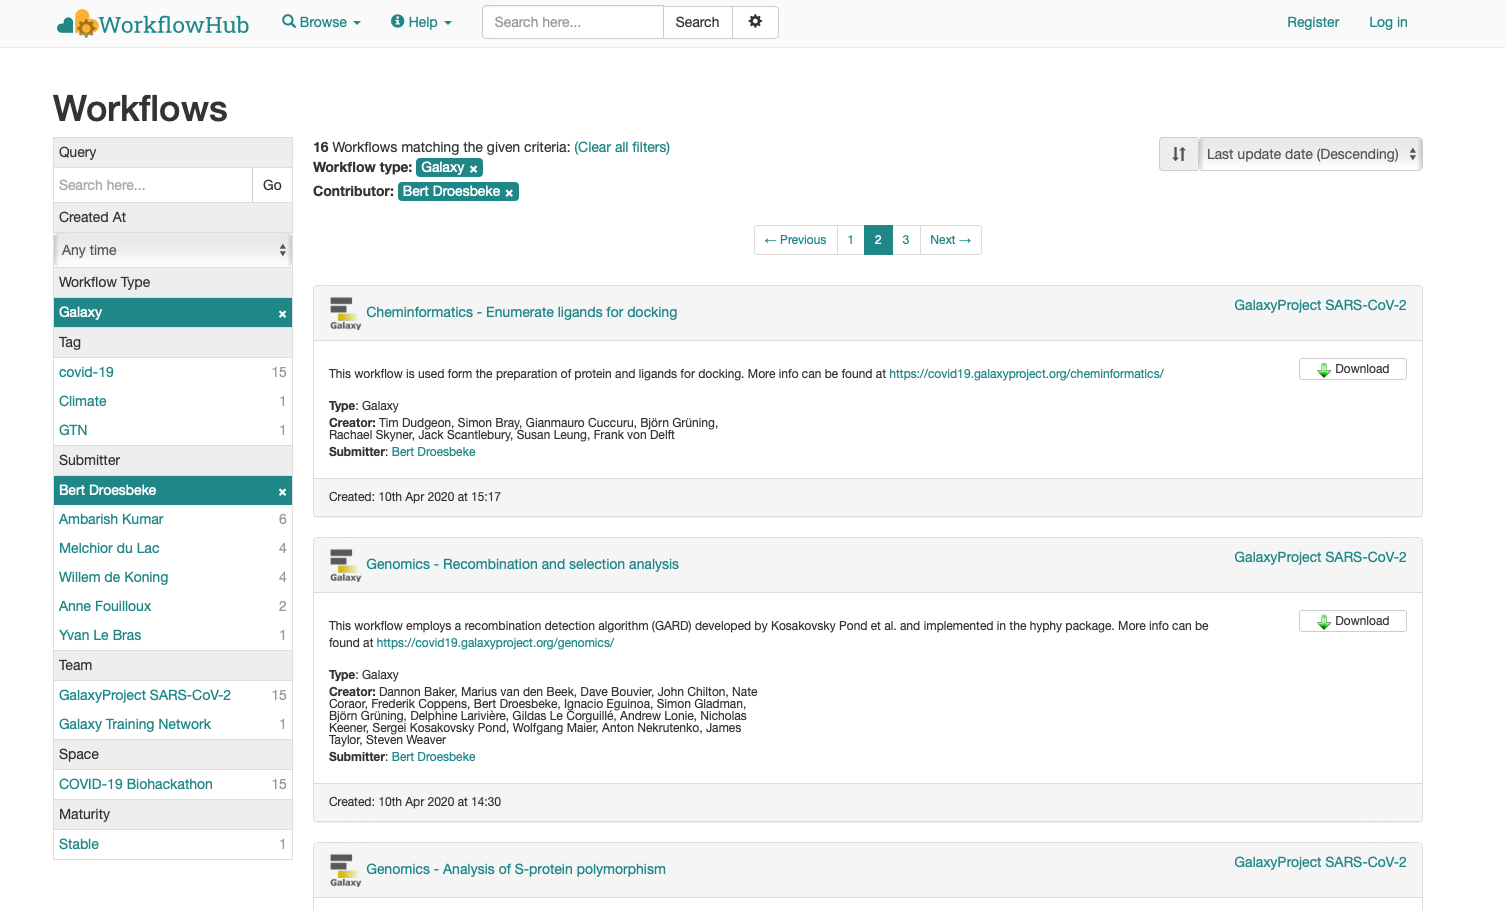 WorkflowHub Browse Help Search here... Search Register Log in
Workflows
Query
Search here... Go
Created At
Any time
Workflow Type
Galaxy ×
Tag
covid-19 15
Climate 1
GTN 1
Submitter
Bert Droesbeke ×
Ambarish Kumar 6
Melchior du Lac 4
Willem de Koning 4
Anne Fouilloux 2
Yvan Le Bras 1
Team
GalaxyProject SARS-CoV-2 15
Galaxy Training Network 1
Space
COVID-19 Biohackathon 15
Maturity
Stable 1
16 Workflows matching the given criteria: (Clear all filters)
Workflow type: Galaxy ×
Contributor: Bert Droesbeke ×
Last update date (Descending)
← Previous 1 2 3 Next →
Galaxy
Cheminformatics - Enumerate ligands for docking
GalaxyProject SARS-CoV-2
This workflow is used form the preparation of protein and ligands for docking. More info can be found at https://covid19.galaxyproject.org/cheminformatics/
Download
Type: Galaxy
Creator: Tim Dudgeon, Simon Bray, Gianmauro Cuccuru, Björn Grüning,
Rachael Skyner, Jack Scantlebury, Susan Leung, Frank von Delft
Submitter: Bert Droesbeke
Created: 10th Apr 2020 at 15:17
Galaxy
Genomics - Recombination and selection analysis
GalaxyProject SARS-CoV-2
This workflow employs a recombination detection algorithm (GARD) developed by Kosakovsky Pond et al. and implemented in the hyphy package. More info can be
found at https://covid19.galaxyproject.org/genomics/
Download
Type: Galaxy
Creator: Dannon Baker, Marius van den Beek, Dave Bouvier, John Chilton, Nate
Coraor, Frederik Coppens, Bert Droesbeke, Ignacio Eguinoa, Simon Gladman,
Björn Grüning, Delphine Larivière, Gildas Le Corguillé, Andrew Lonie, Nicholas
Keener, Sergei Kosakovsky Pond, Wolfgang Maier, Anton Nekrutenko, James
Taylor, Steven Weaver
Submitter: Bert Droesbeke
Created: 10th Apr 2020 at 14:30
Galaxy
Genomics - Analysis of S-protein polymorphism
GalaxyProject SARS-CoV-2